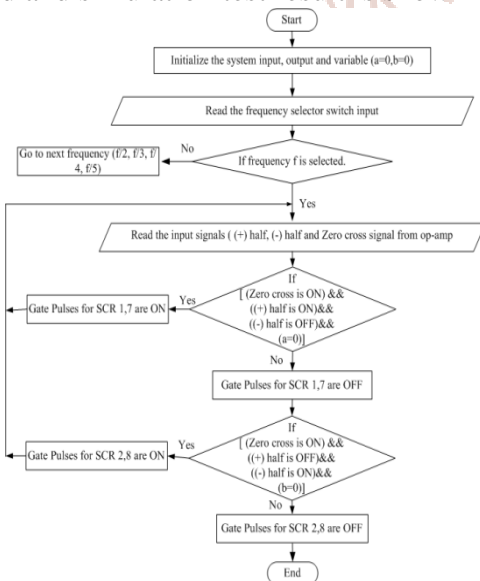 Start
Initialize the system input, output and variable (a=0,b=0)
Read the frequency selector switch input
No
Go to next frequency (f/2, f/3, f/
4, f/5)
If frequency f is selected.
Yes
Read the input signals ( (+) half, (-) half and Zero cross signal from op-amp
If
[ (Zero cross is ON) &&
((+) half is ON)&&
((-) half is OFF)&&
(a=0)]
Yes
Gate Pulses for SCR 1,7 are ON
No
Gate Pulses for SCR 1,7 are OFF
If
[ (Zero cross is ON) &&
((+) half is OFF)&&
((-) half is ON)&&
(b=0)]
Yes
Gate Pulses for SCR 2,8 are ON
No
Gate Pulses for SCR 2,8 are OFF
End